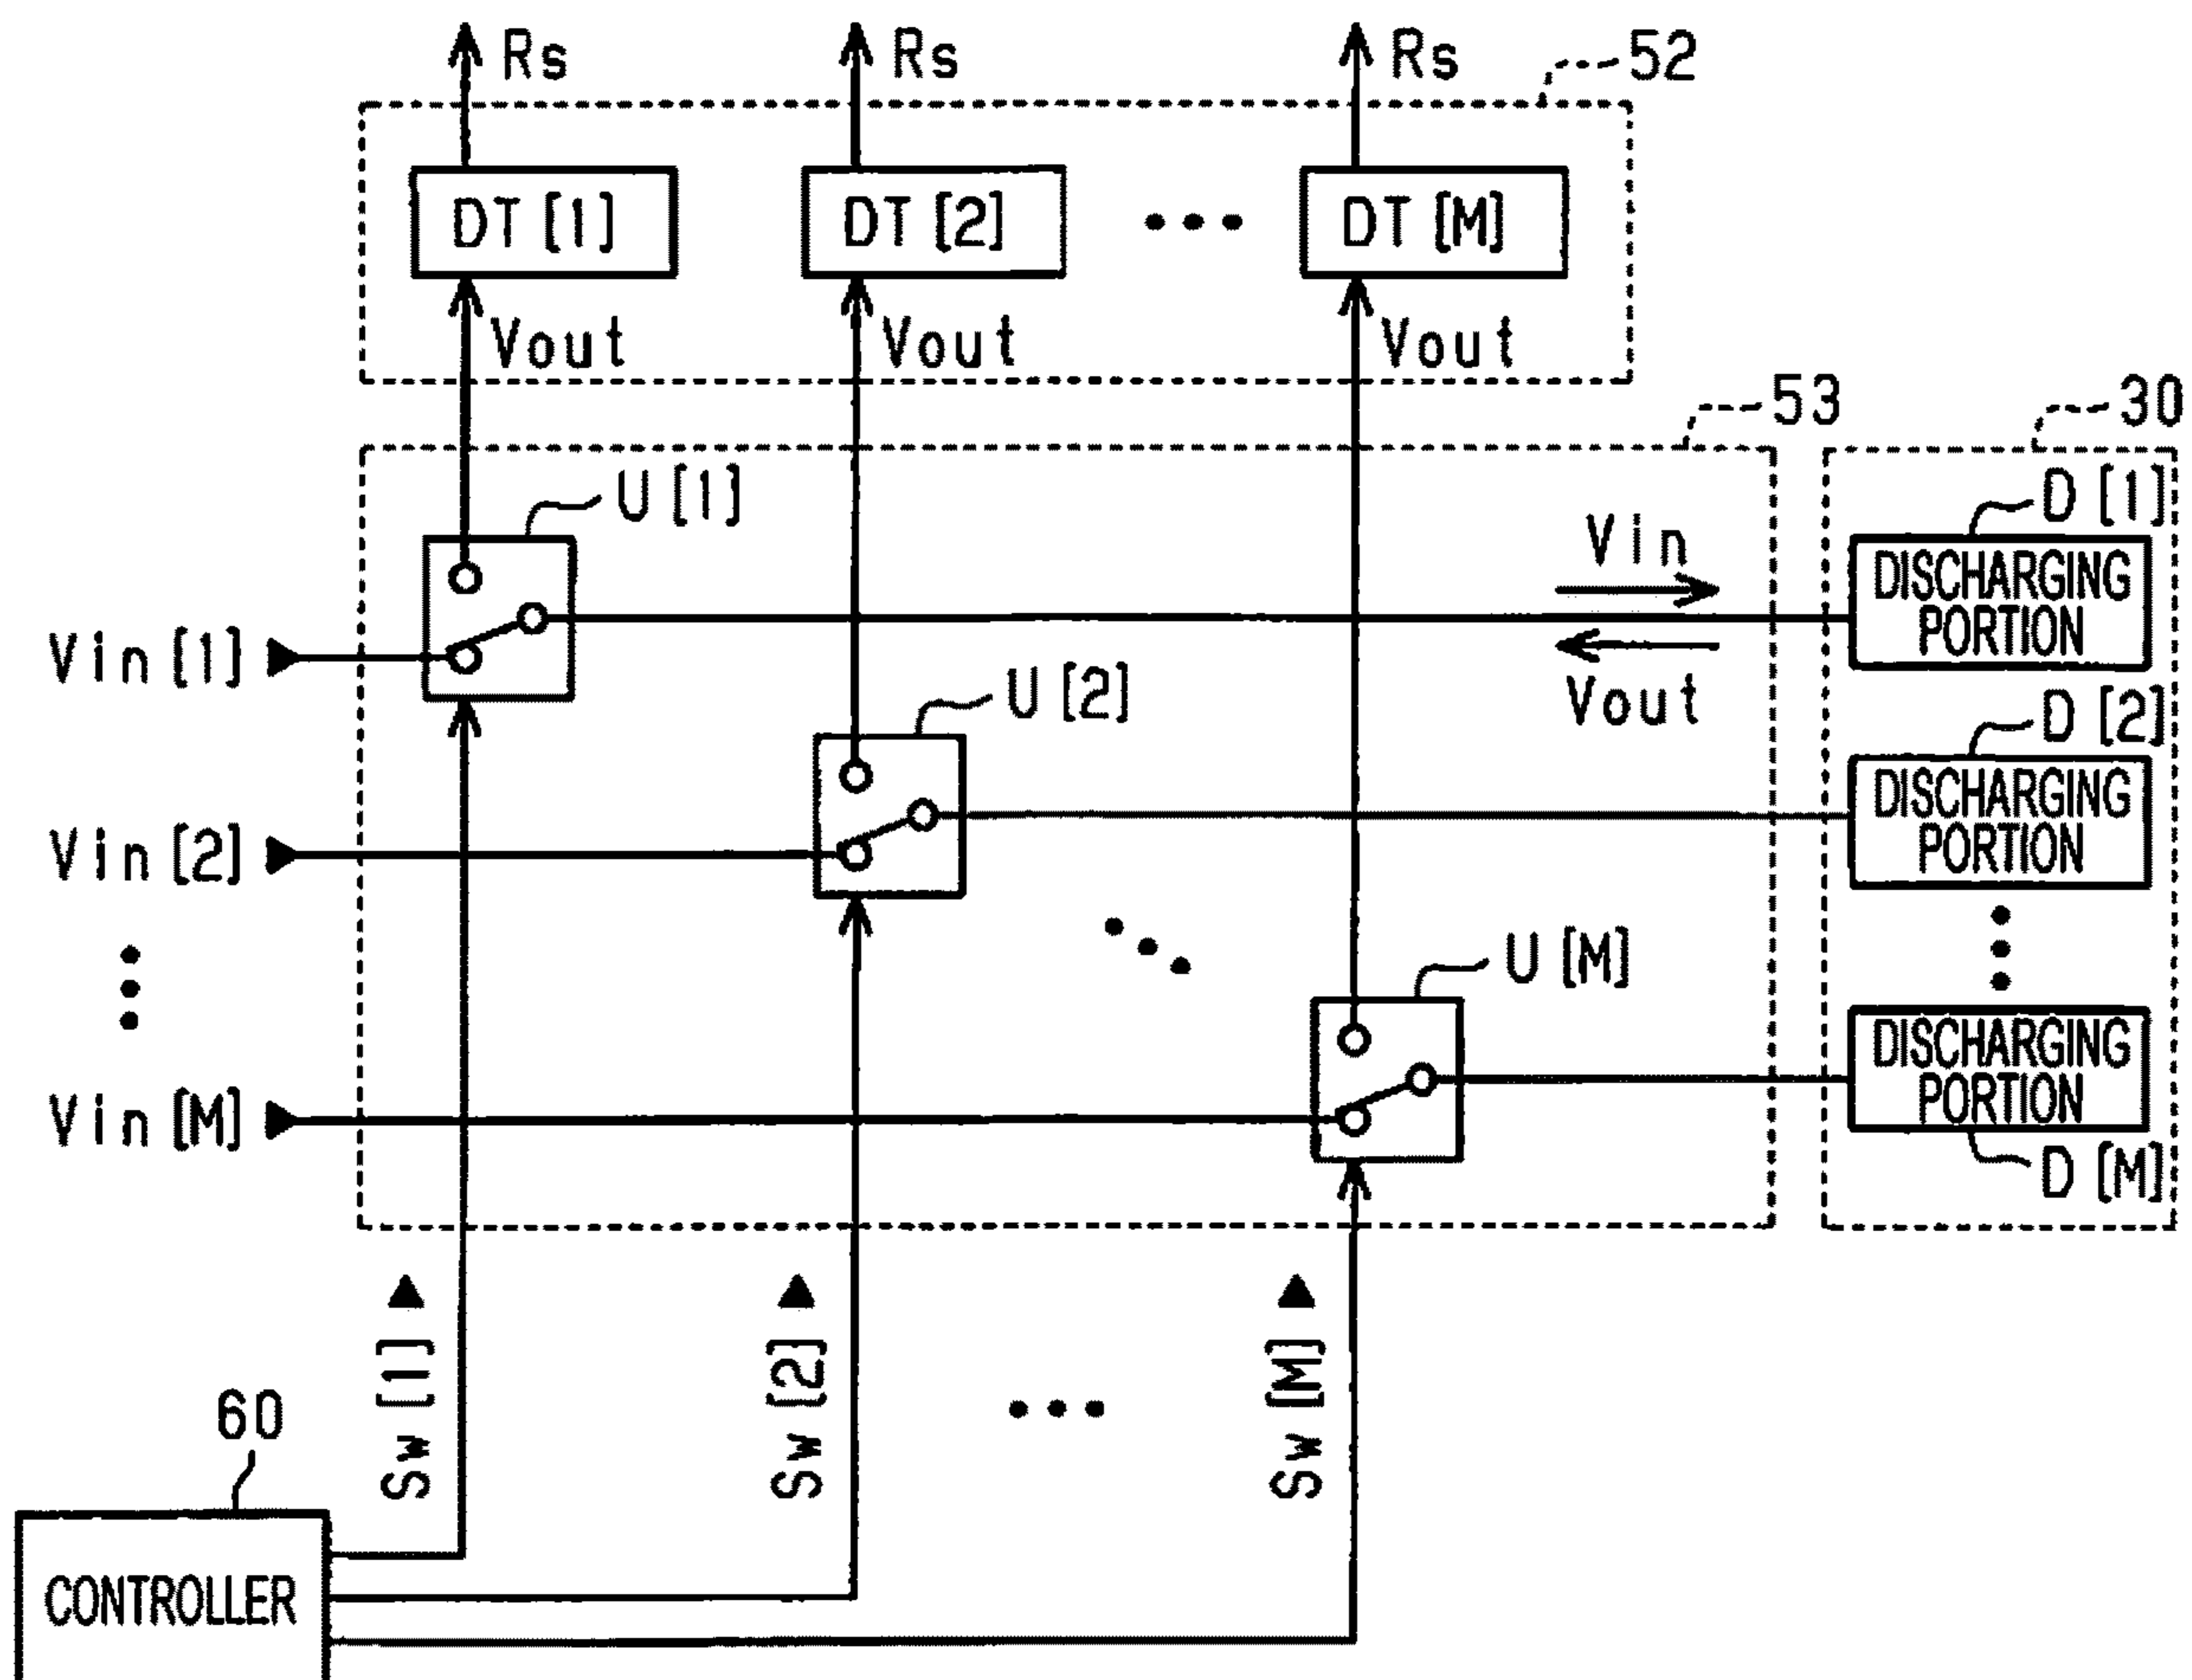 Rs Rs Rs 52
DT [1] DT [2] ••• DT [M]
Vout Vout Vout
53 30
U [1] D [1]
Vin
DISCHARGING
PORTION
Vin [1]
Vout
U [2] D [2]
DISCHARGING
PORTION
Vin [2]
U [M]
DISCHARGING
PORTION
Vin [M]
D [M]
Sw [1] Sw [2] ••• Sw [M]
60
CONTROLLER